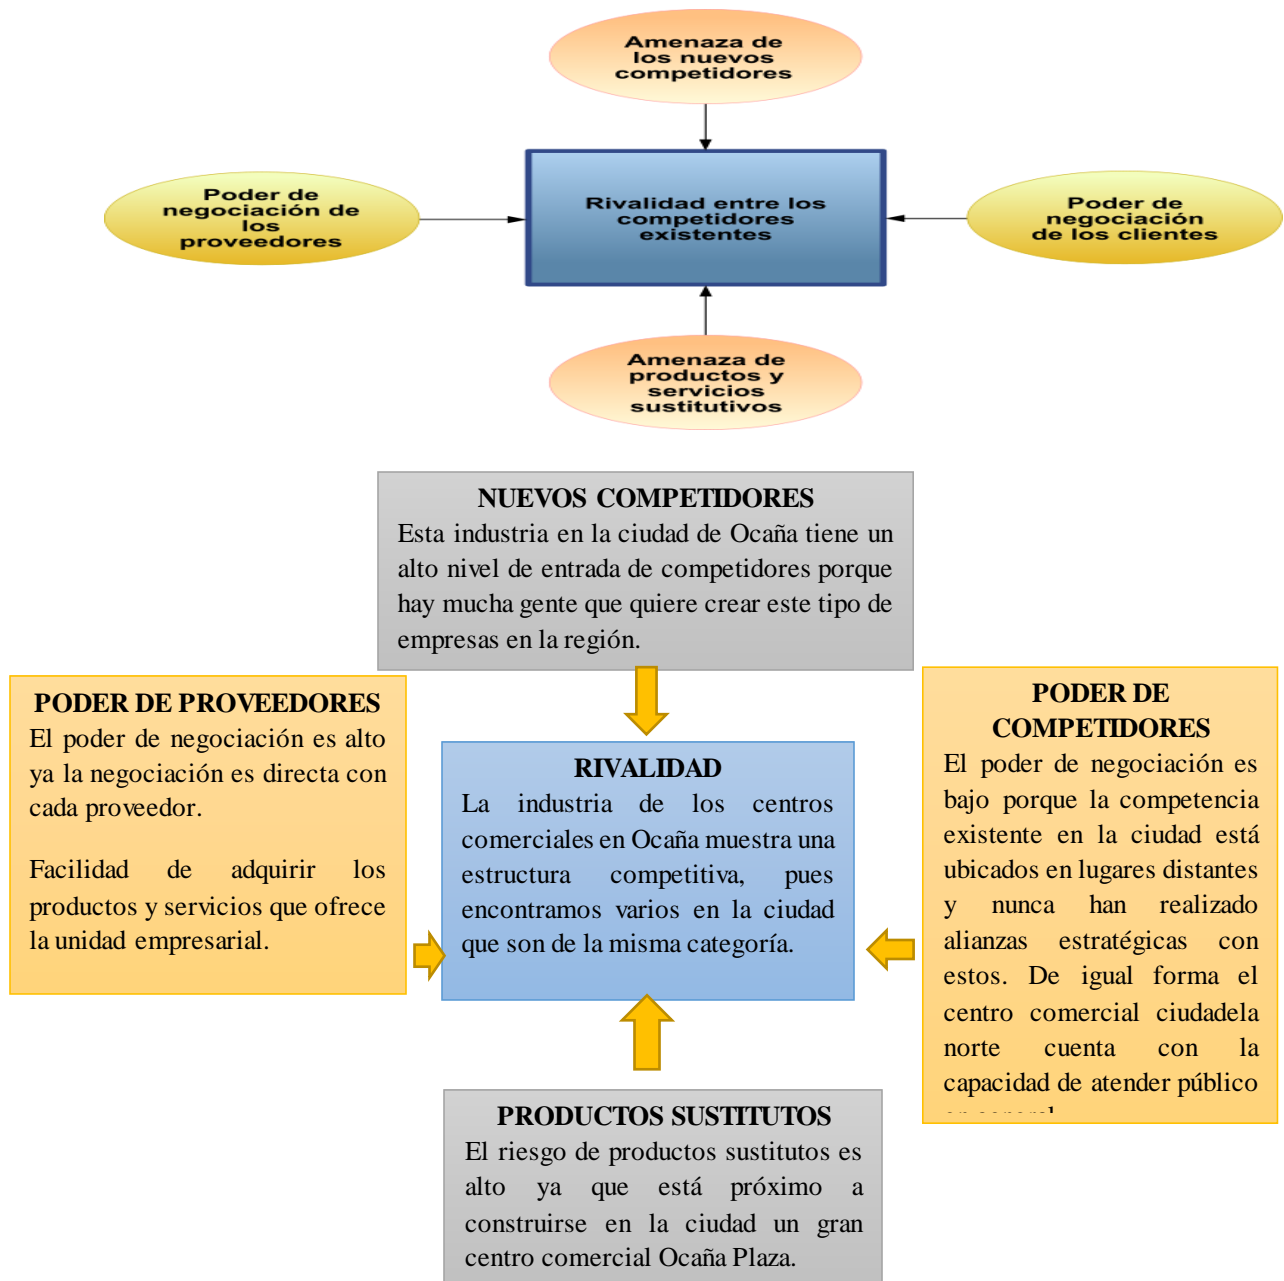 Amenaza de
los nuevos
competidores
Poder de
negociación de
los
proveedores
Rivalidad entre los
competidores
existentes
Poder de
negociación
de los clientes
Amenaza de
productos y
servicios
sustitutivos
NUEVOS COMPETIDORES
Esta industria en la ciudad de Ocaña tiene un
alto nivel de entrada de competidores porque
hay mucha gente que quiere crear este tipo de
empresas en la región.
PODER DE PROVEEDORES
El poder de negociación es alto
ya la negociación es directa con
cada proveedor.
Facilidad de adquirir los
productos y servicios que ofrece
la unidad empresarial.
RIVALIDAD
La industria de los centros
comerciales en Ocaña muestra una
estructura competitiva, pues
encontramos varios en la ciudad
que son de la misma categoría.
PODER DE
COMPETIDORES
El poder de negociación es
bajo porque la competencia
existente en la ciudad está
ubicados en lugares distantes
y nunca han realizado
alianzas estratégicas con
estos. De igual forma el
centro comercial ciudadela
norte cuenta con la
capacidad de atender público
PRODUCTOS SUSTITUTOS
El riesgo de productos sustitutos es
alto ya que está próximo a
construirse en la ciudad un gran
centro comercial Ocaña Plaza.